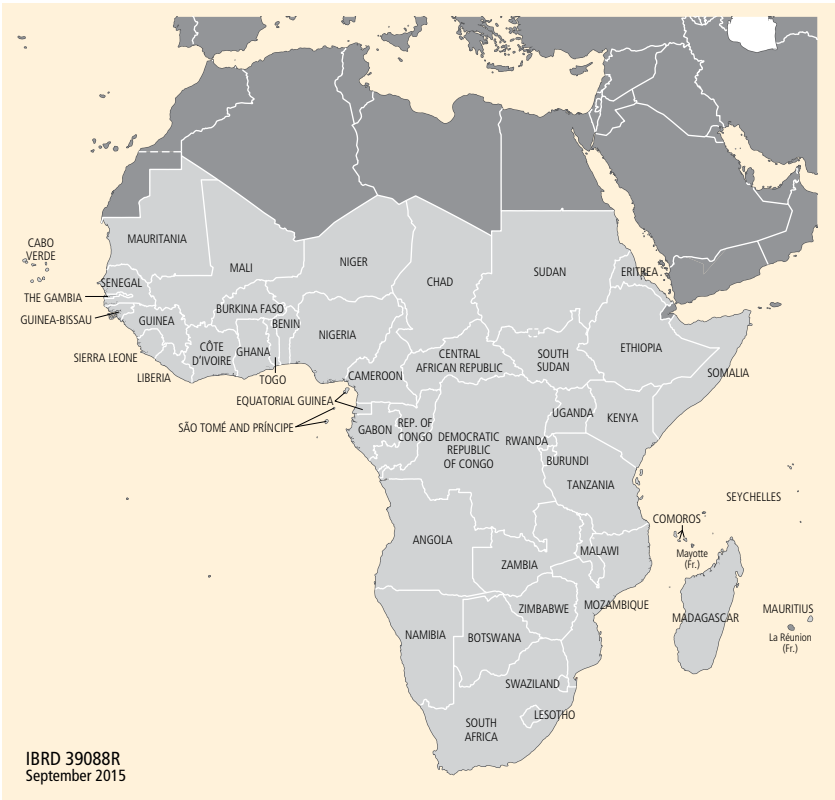 CABO
VERDE
MAURITANIA
MALI
NIGER
CHAD
SUDAN
ERITREA
SENEGAL
THE GAMBIA
GUINEA-BISSAU
GUINEA
BURKINA FASO
BENIN
NIGERIA
SIERRA LEONE
LIBERIA
CÔTE
D'IVOIRE
GHANA
TOGO
CAMEROON
CENTRAL
AFRICAN REPUBLIC
SOUTH
SUDAN
ETHIOPIA
SOMALIA
EQUATORIAL GUINEA
SÃO TOMÉ AND PRÍNCIPE
GABON
REP. OF
CONGO
DEMOCRATIC
REPUBLIC
OF CONGO
UGANDA
KENYA
RWANDA
BURUNDI
TANZANIA
SEYCHELLES
COMOROS
Mayotte
(Fr.)
ANGOLA
ZAMBIA
MALAWI
MOZAMBIQUE
ZIMBABWE
MADAGASCAR
MAURITIUS
La Réunion
(Fr.)
NAMIBIA
BOTSWANA
SWAZILAND
LESOTHO
SOUTH
AFRICA
IBRD 39088R
September 2015